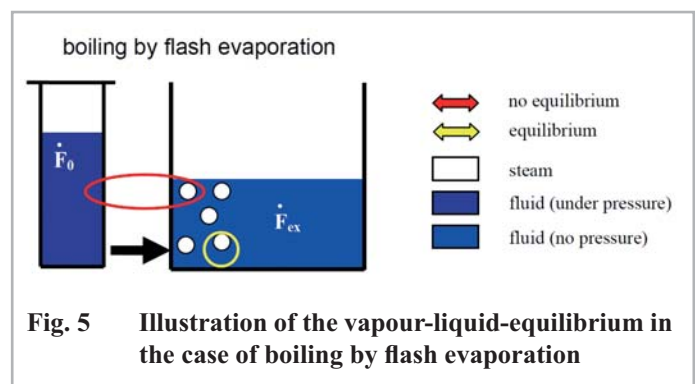 boiling by flash evaporation
Ḟ₀
Ḟex
no equilibrium
equilibrium
steam
fluid (under pressure)
fluid (no pressure)
Fig. 5 Illustration of the vapour-liquid-equilibrium in
the case of boiling by flash evaporation